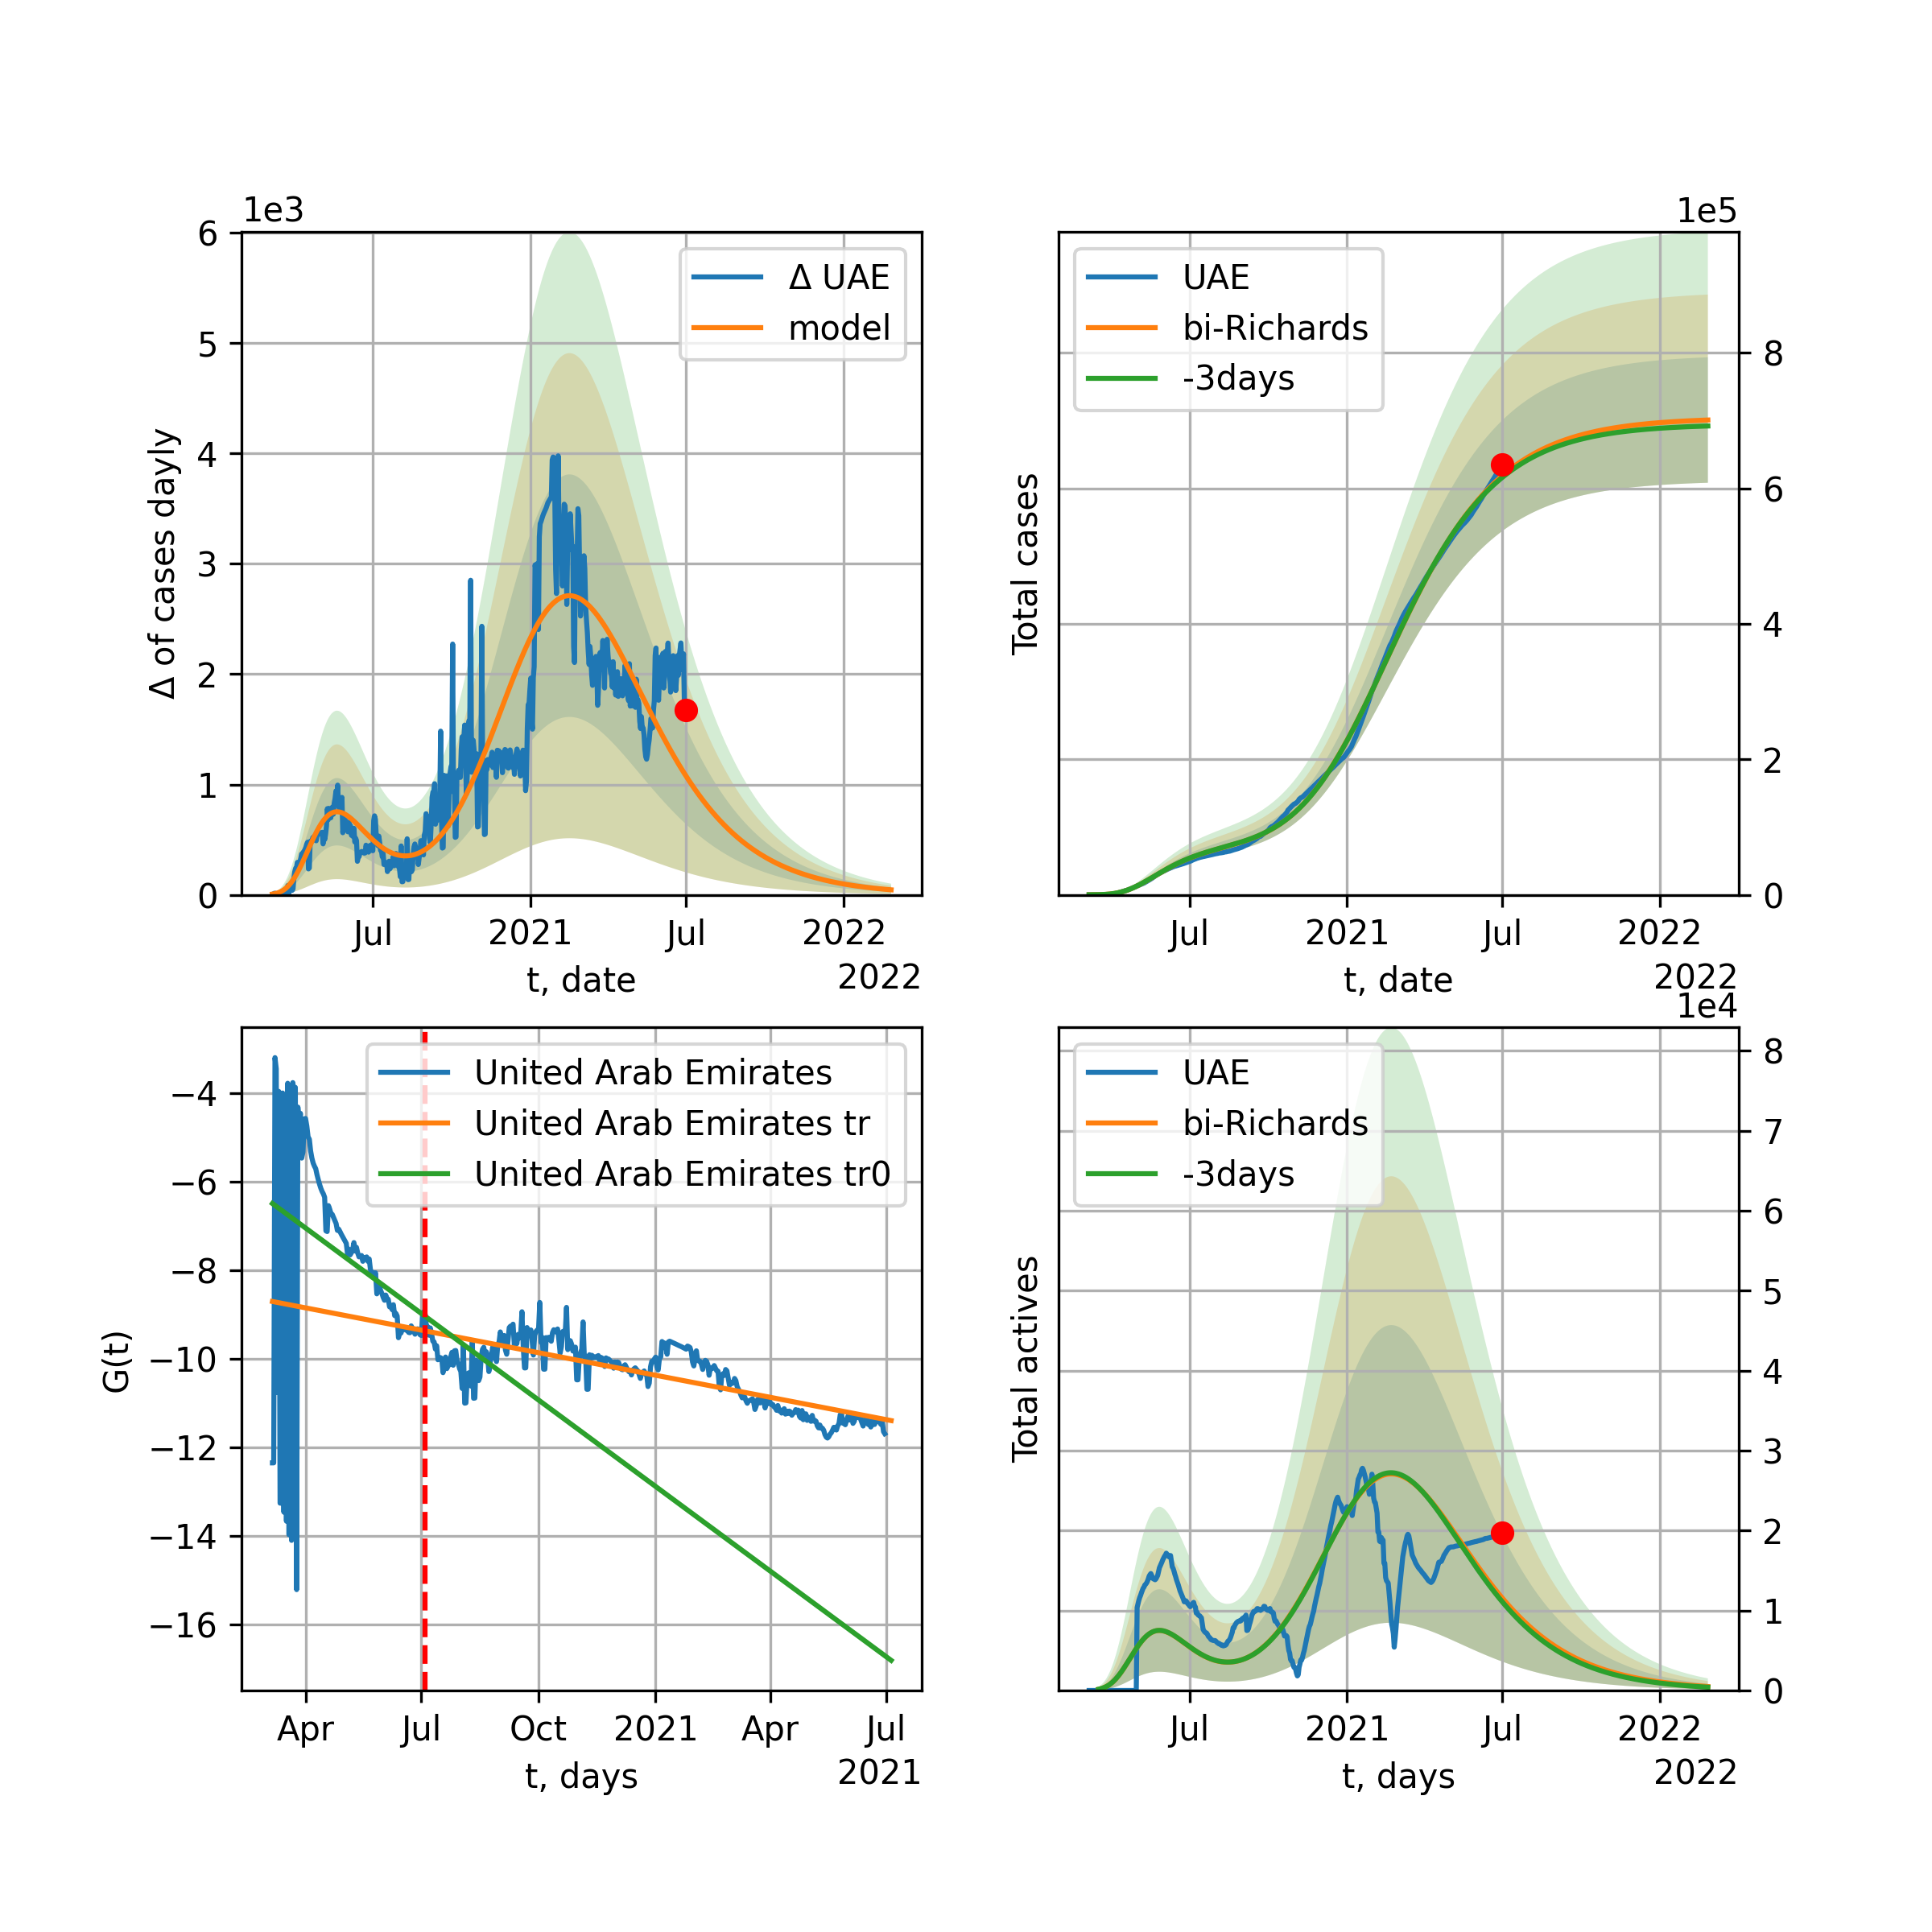 1e3
6
5
4
3
2
1
0
Δ of cases dayly
Δ UAE
model
Jul
2021
Jul
2022
t, date
2022
1e5
8
6
4
2
0
Total cases
UAE
bi-Richards
-3days
Jul
2021
Jul
2022
t, date
2022
−4
−6
−8
−10
−12
−14
−16
G(t)
United Arab Emirates
United Arab Emirates tr
United Arab Emirates tr0
Apr
Jul
Oct
2021
Apr
Jul
t, days
2021
1e4
8
7
6
5
4
3
2
1
0
Total actives
UAE
bi-Richards
-3days
Jul
2021
Jul
2022
t, days
2022